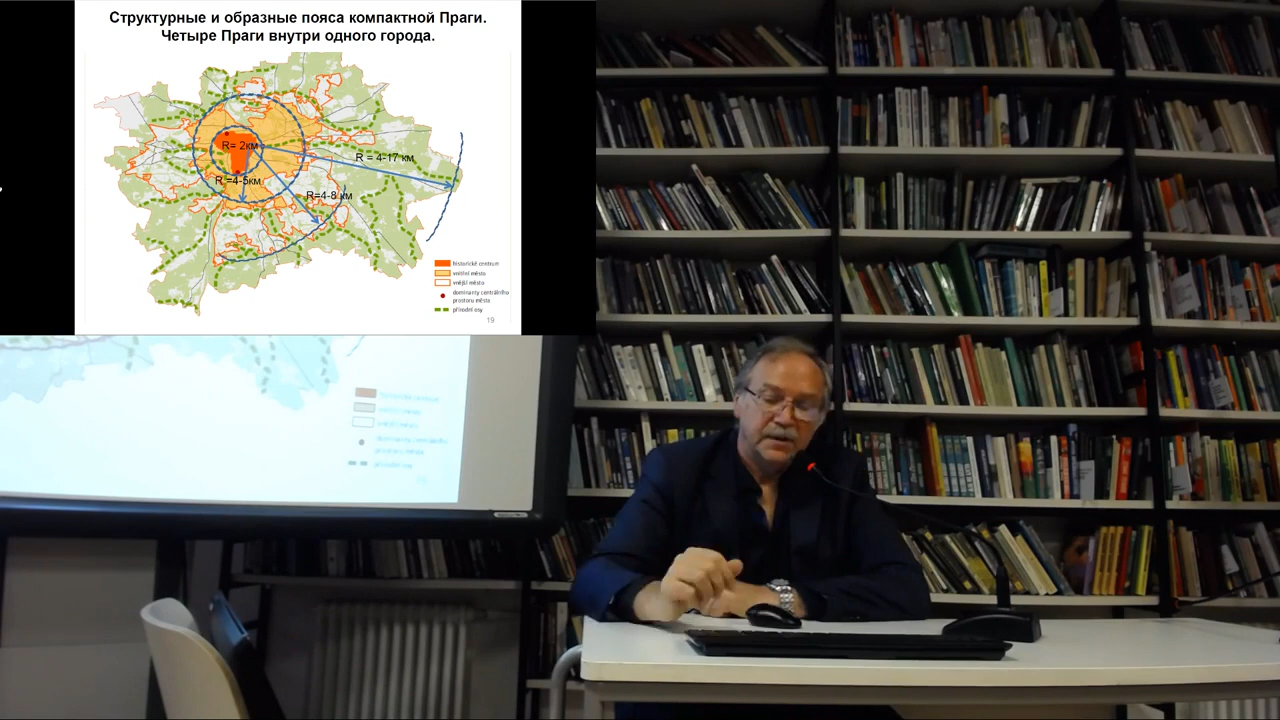 Структурные и образные пояса компактной Праги.
Четыре Праги внутри одного города.
R= 2км
R = 4-17 км
R =4-5км
R=4-8 км
historické centrum
vnitřní město
vnější město
dominanty centrálního
prostoru města
přírodní osy
19